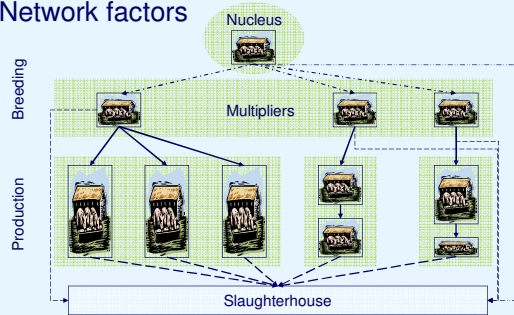 Network factors
Nucleus
Breeding
Multipliers
Production
Slaughterhouse